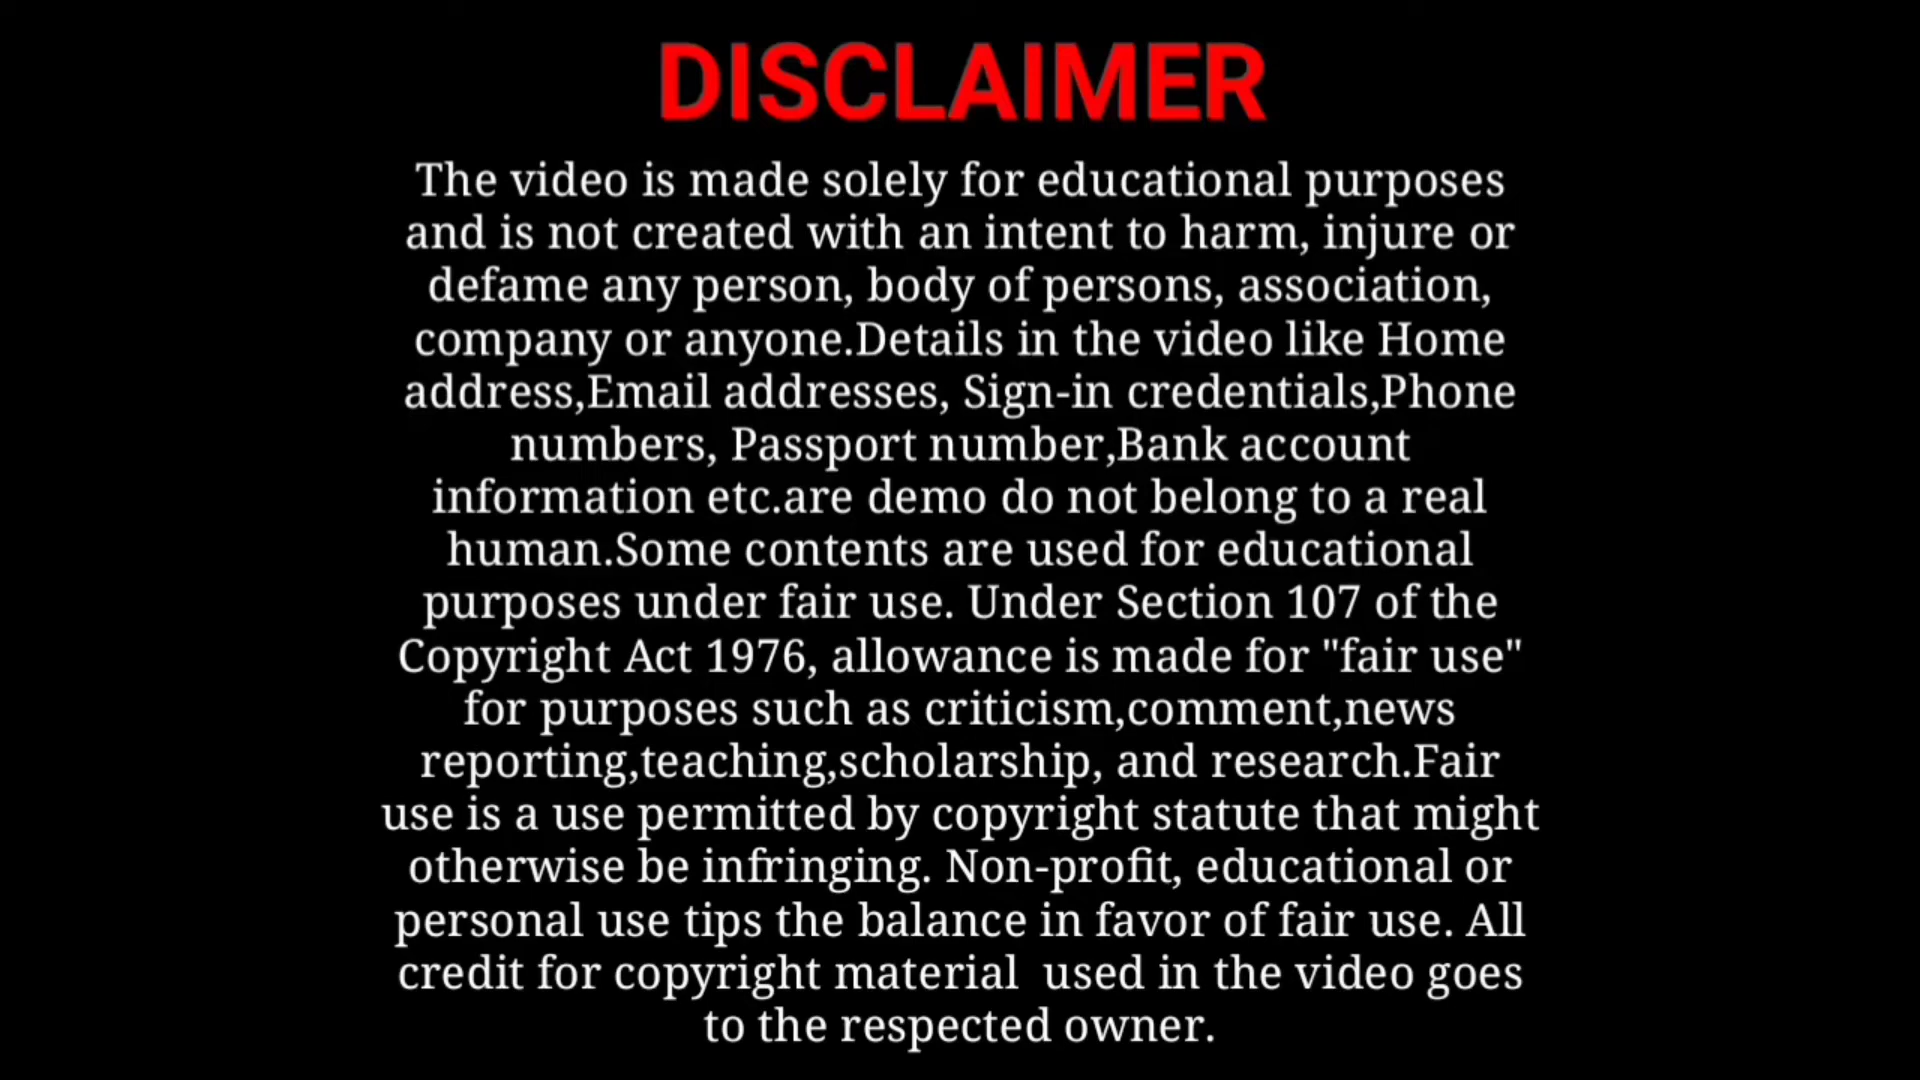 DISCLAIMER
The video is made solely for educational purposes
and is not created with an intent to harm, injure or
defame any person, body of persons, association,
company or anyone.Details in the video like Home
address,Email addresses, Sign-in credentials,Phone
numbers, Passport number,Bank account
information etc.are demo do not belong to a real
human.Some contents are used for educational
purposes under fair use. Under Section 107 of the
Copyright Act 1976, allowance is made for "fair use"
for purposes such as criticism,comment,news
reporting,teaching,scholarship, and research.Fair
use is a use permitted by copyright statute that might
otherwise be infringing. Non-profit, educational or
personal use tips the balance in favor of fair use. All
credit for copyright material  used in the video goes
to the respected owner.